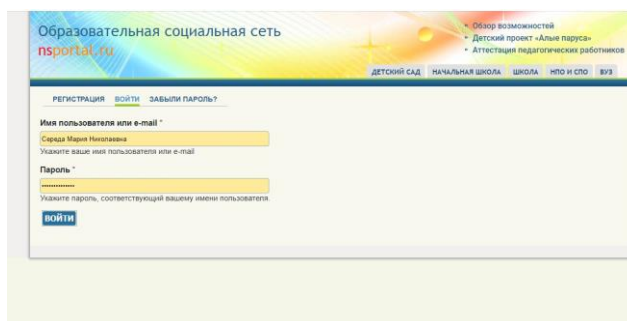 Образовательная социальная сеть
nsportal.ru
Обзор возможностей
Детский проект «Алые паруса»
Аттестация педагогических работников
ДЕТСКИЙ САД НАЧАЛЬНАЯ ШКОЛА ШКОЛА НПО И СПО ВУЗ
РЕГИСТРАЦИЯ ВОЙТИ ЗАБЫЛИ ПАРОЛЬ?
Имя пользователя или e-mail *
Середа Мария Николаевна
Укажите ваше имя пользователя или e-mail
Пароль *
••••••••••••••
Укажите пароль, соответствующий вашему имени пользователя.
ВОЙТИ